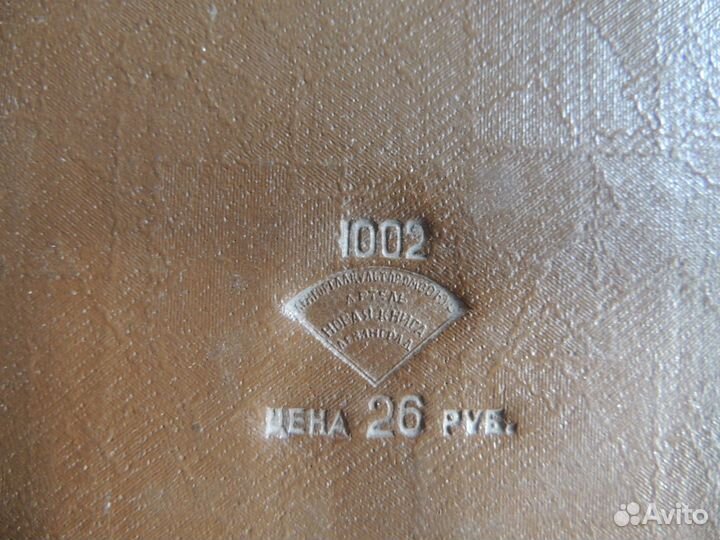 1002
АРТЕЛЬ
НОВАЯ КНИГА
ЛЕНИНГРАД
ЦЕНА 26 РУБ.
Avito